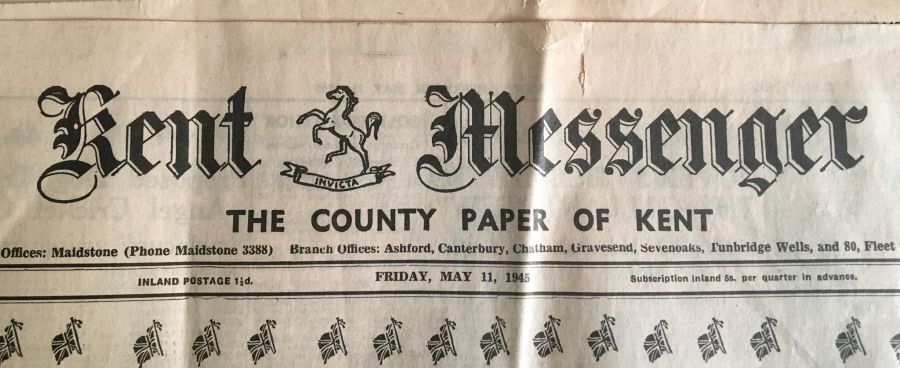 Kent Messenger
INVICTA
THE COUNTY PAPER OF KENT
Offices: Maidstone (Phone Maidstone 3388) Branch Offices: Ashford, Canterbury, Chatham, Gravesend, Sevenoaks, Tunbridge Wells, and 80, Fleet
INLAND POSTAGE 1½d. FRIDAY, MAY 11, 1945 Subscription inland 5s. per quarter in advance.